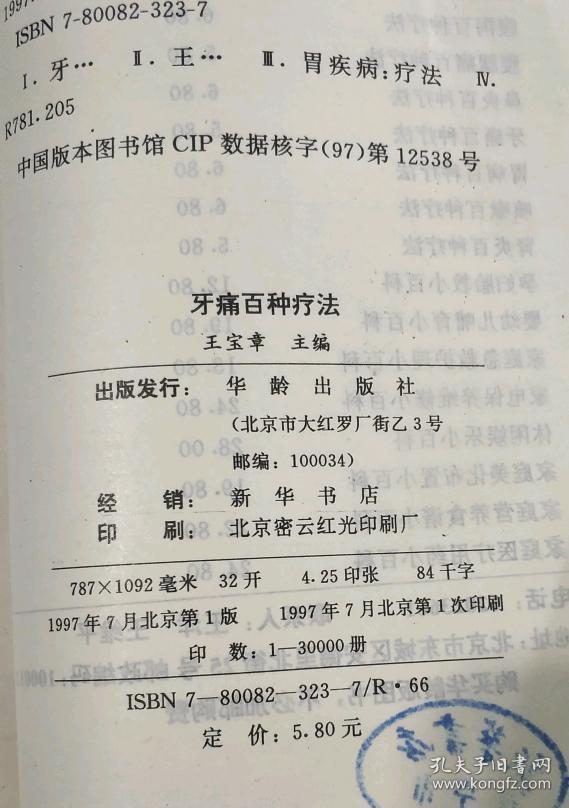 1997.
ISBN 7-80082-323-7
Ⅰ.牙… Ⅱ.王… Ⅲ.胃疾病:疗法 Ⅳ.
R781.205
中国版本图书馆 CIP 数据核字(97)第 12538 号
牙痛百种疗法
王宝章 主编
出版发行: 华龄出版社
(北京市大红罗厂街乙 3 号
邮编:100034)
经 销: 新华书店
印 刷: 北京密云红光印刷厂
787×1092 毫米 32 开 4.25 印张 84 千字
1997 年 7 月北京第 1 版 1997 年 7 月北京第 1 次印刷
印 数:1—30000 册
ISBN 7—80082—323—7/R·66
定 价:5.80 元
孔夫子旧书网
www.kongfz.com